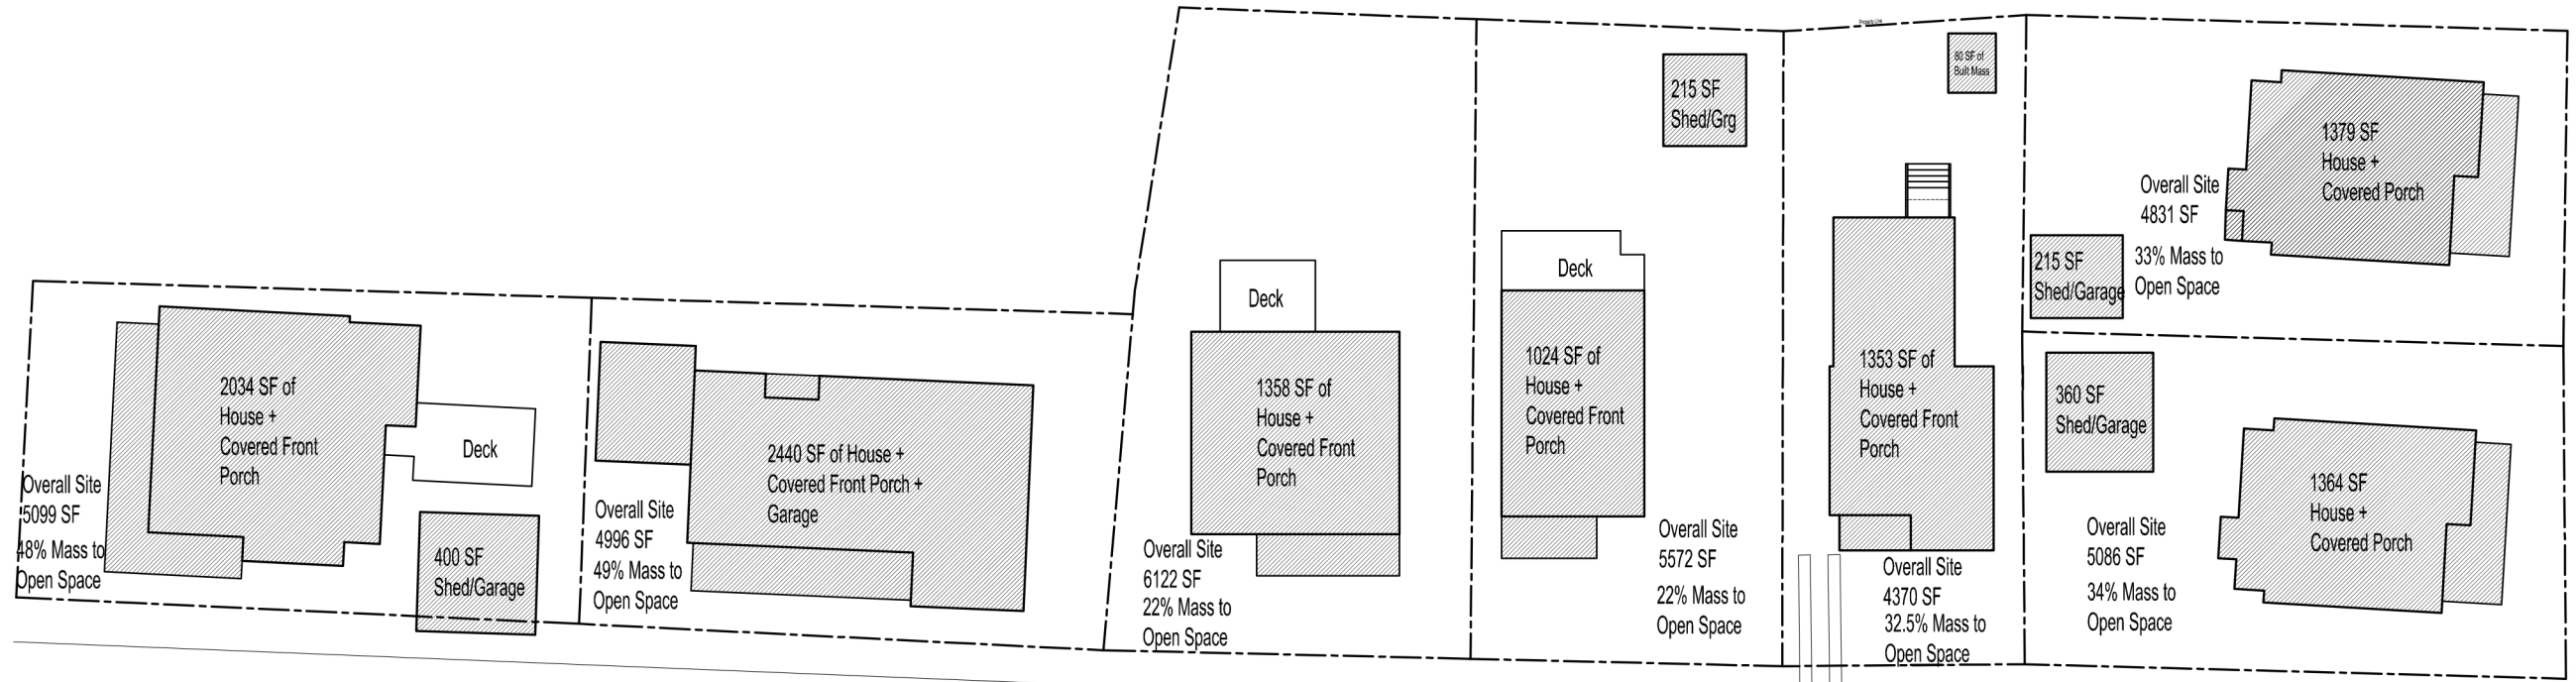 2034 SF of
House +
Covered Front
Porch
Deck
Overall Site
5099 SF
48% Mass to
Open Space
400 SF
Shed/Garage
2440 SF of House +
Covered Front Porch +
Garage
Overall Site
4996 SF
49% Mass to
Open Space
Deck
1358 SF of
House +
Covered Front
Porch
Overall Site
6122 SF
22% Mass to
Open Space
215 SF
Shed/Grg
Deck
1024 SF of
House +
Covered Front
Porch
Overall Site
5572 SF
22% Mass to
Open Space
Property Line
80 SF of
Built Mass
1353 SF of
House +
Covered Front
Porch
Overall Site
4370 SF
32.5% Mass to
Open Space
1379 SF
House +
Covered Porch
Overall Site
4831 SF
33% Mass to
Open Space
215 SF
Shed/Garage
360 SF
Shed/Garage
1364 SF
House +
Covered Porch
Overall Site
5086 SF
34% Mass to
Open Space